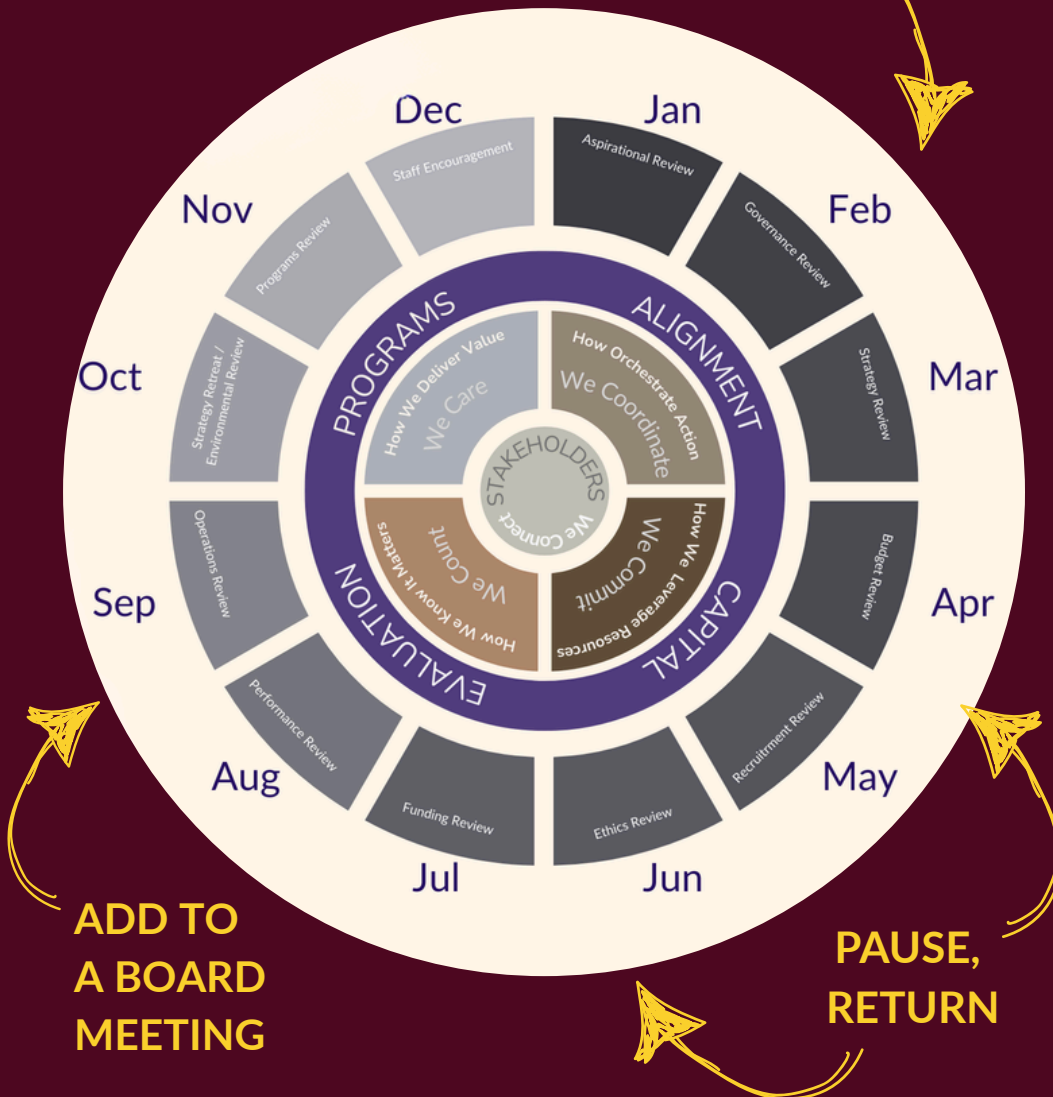 Jan
Aspirational Review
Feb
Governance Review
Mar
Strategy Review
Apr
Budget Review
May
Recruitrment Review
Jun
Ethics Review
Jul
Funding Review
Aug
Performance Review
Sep
Operations Review
Oct
Strategy Retreat /
Environmental Review
Nov
Programs Review
Dec
Staff Encouragement
PROGRAMS
How We Deliver Value
We Care
ALIGNMENT
How Orchestrate Action
We Coordinate
CAPITAL
How We Leverage Resources
We Commit
EVALUATION
How We Know It Matters
We Count
STAKEHOLDERS
We Connect
ADD TO
A BOARD
MEETING
PAUSE,
RETURN